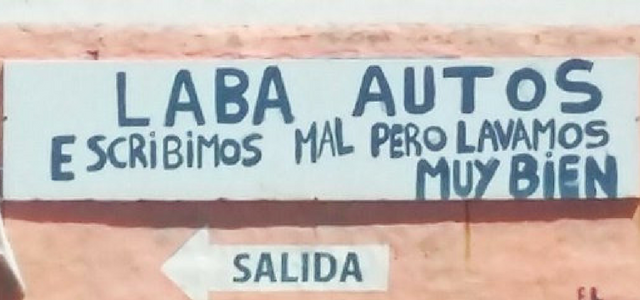 LABA AUTOS
ESCRiBiMOS MAL PERO LAVAMOS
MUY BiEN
SALIDA